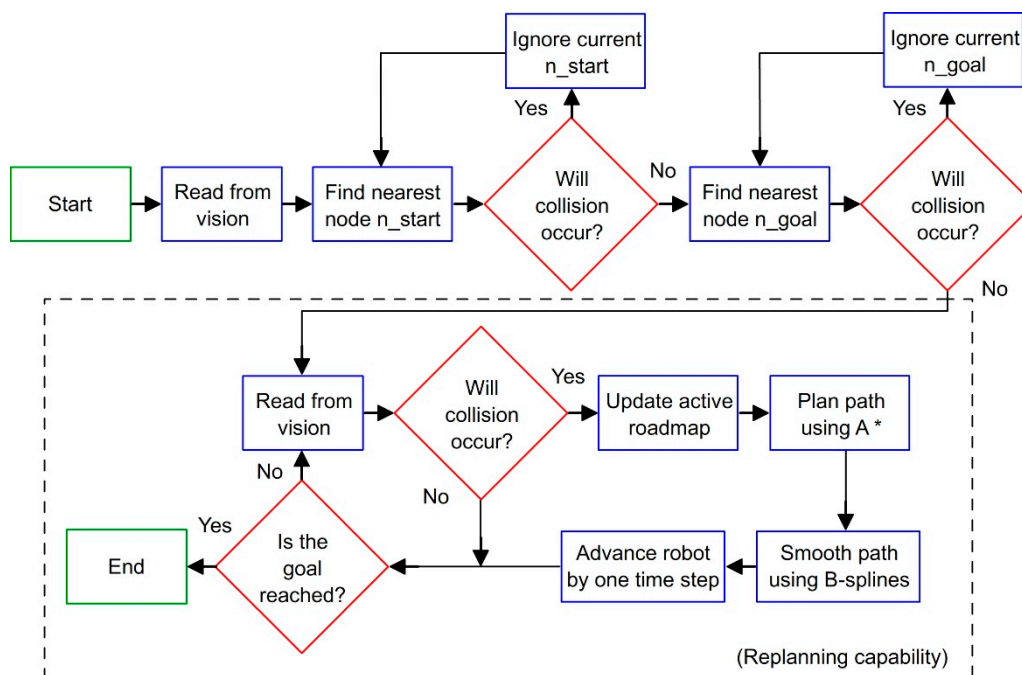 Ignore current
n_start
Ignore current
n_goal
Yes
Yes
Start
Read from
vision
Find nearest
node n_start
Will
collision
occur?
No
Find nearest
node n_goal
Will
collision
occur?
No
Read from
vision
Will
collision
occur?
Yes
Update active
roadmap
Plan path
using A *
No
No
Yes
End
Is the
goal
reached?
Advance robot
by one time step
Smooth path
using B-splines
(Replanning capability)